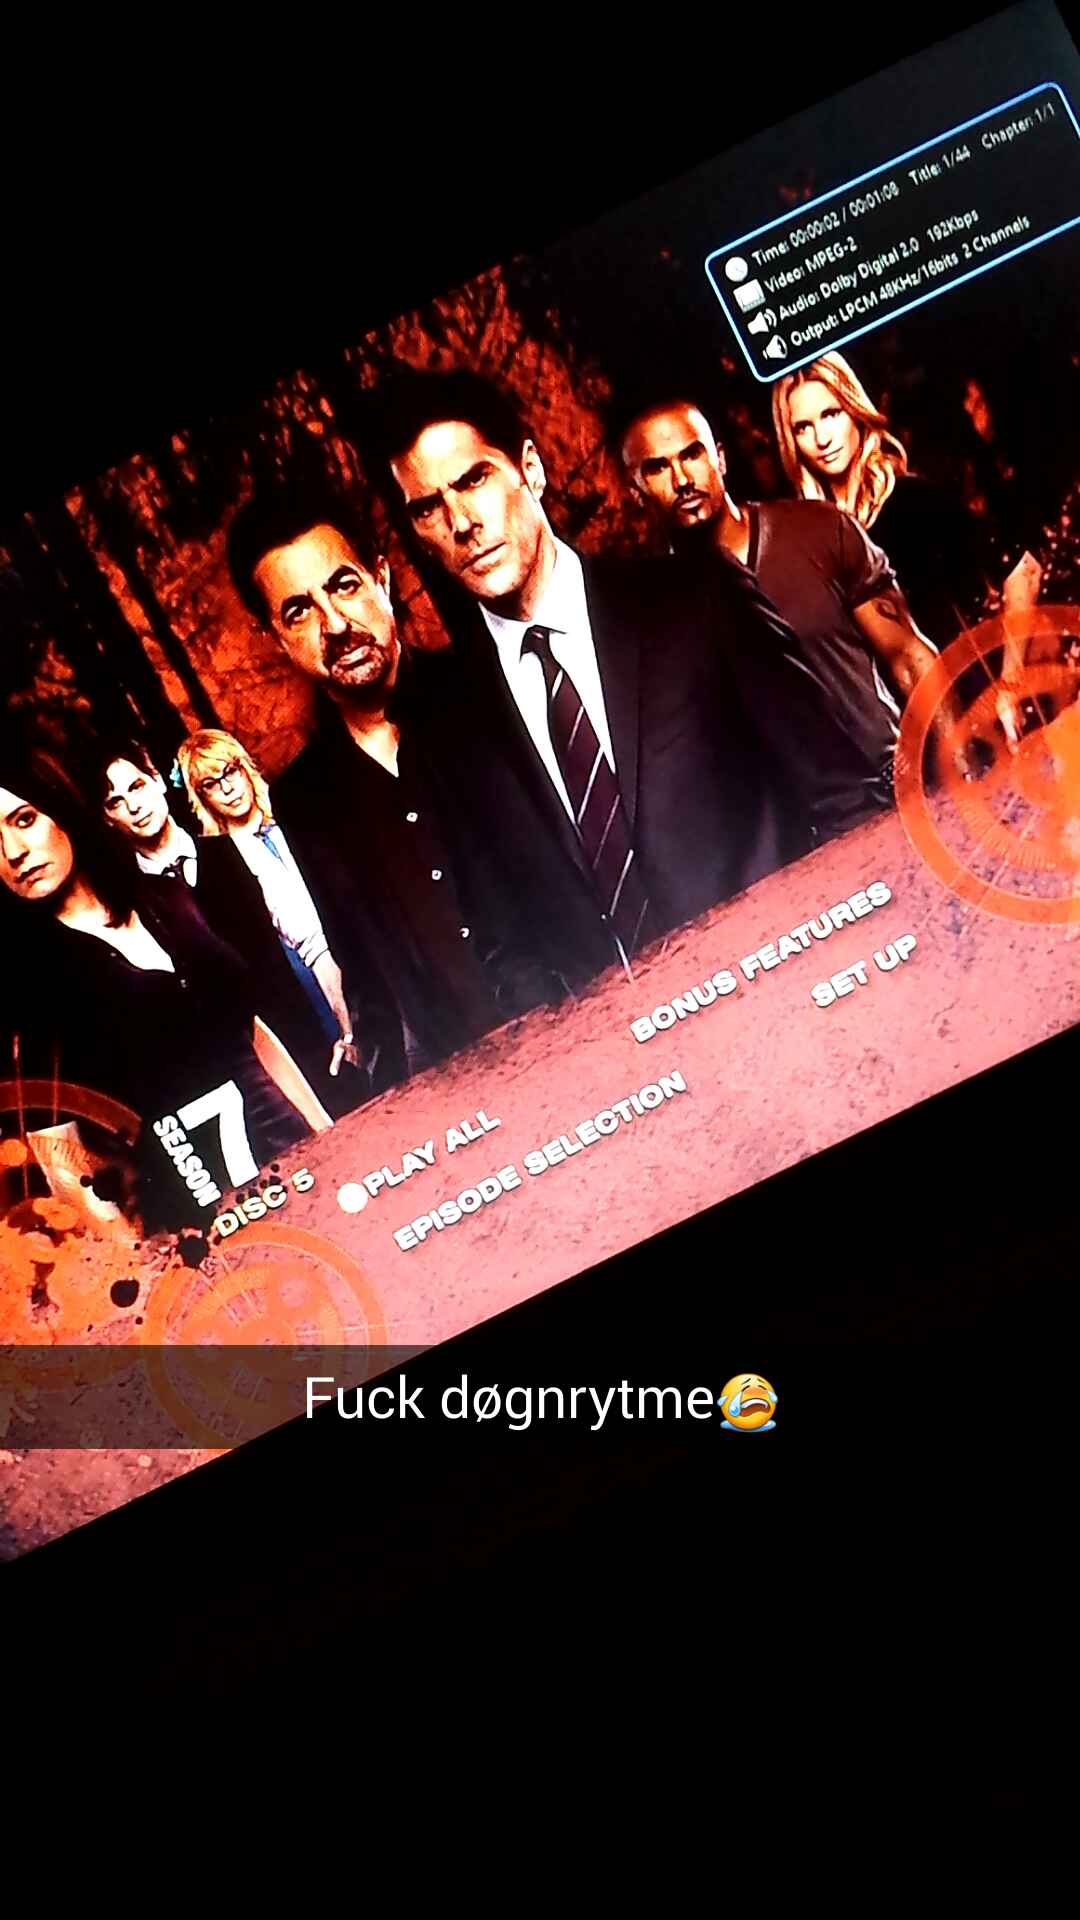 Time: 00:00:02 / 00:01:08 Title: 1/44 Chapter: 1/1
Video: MPEG-2
Audio: Dolby Digital 2.0 192Kbps
Output: LPCM 48KHz/16bits 2 Channels
BONUS FEATURES
SET UP
SEASON 7
DISC 5
PLAY ALL
EPISODE SELECTION
Fuck døgnrytme😭